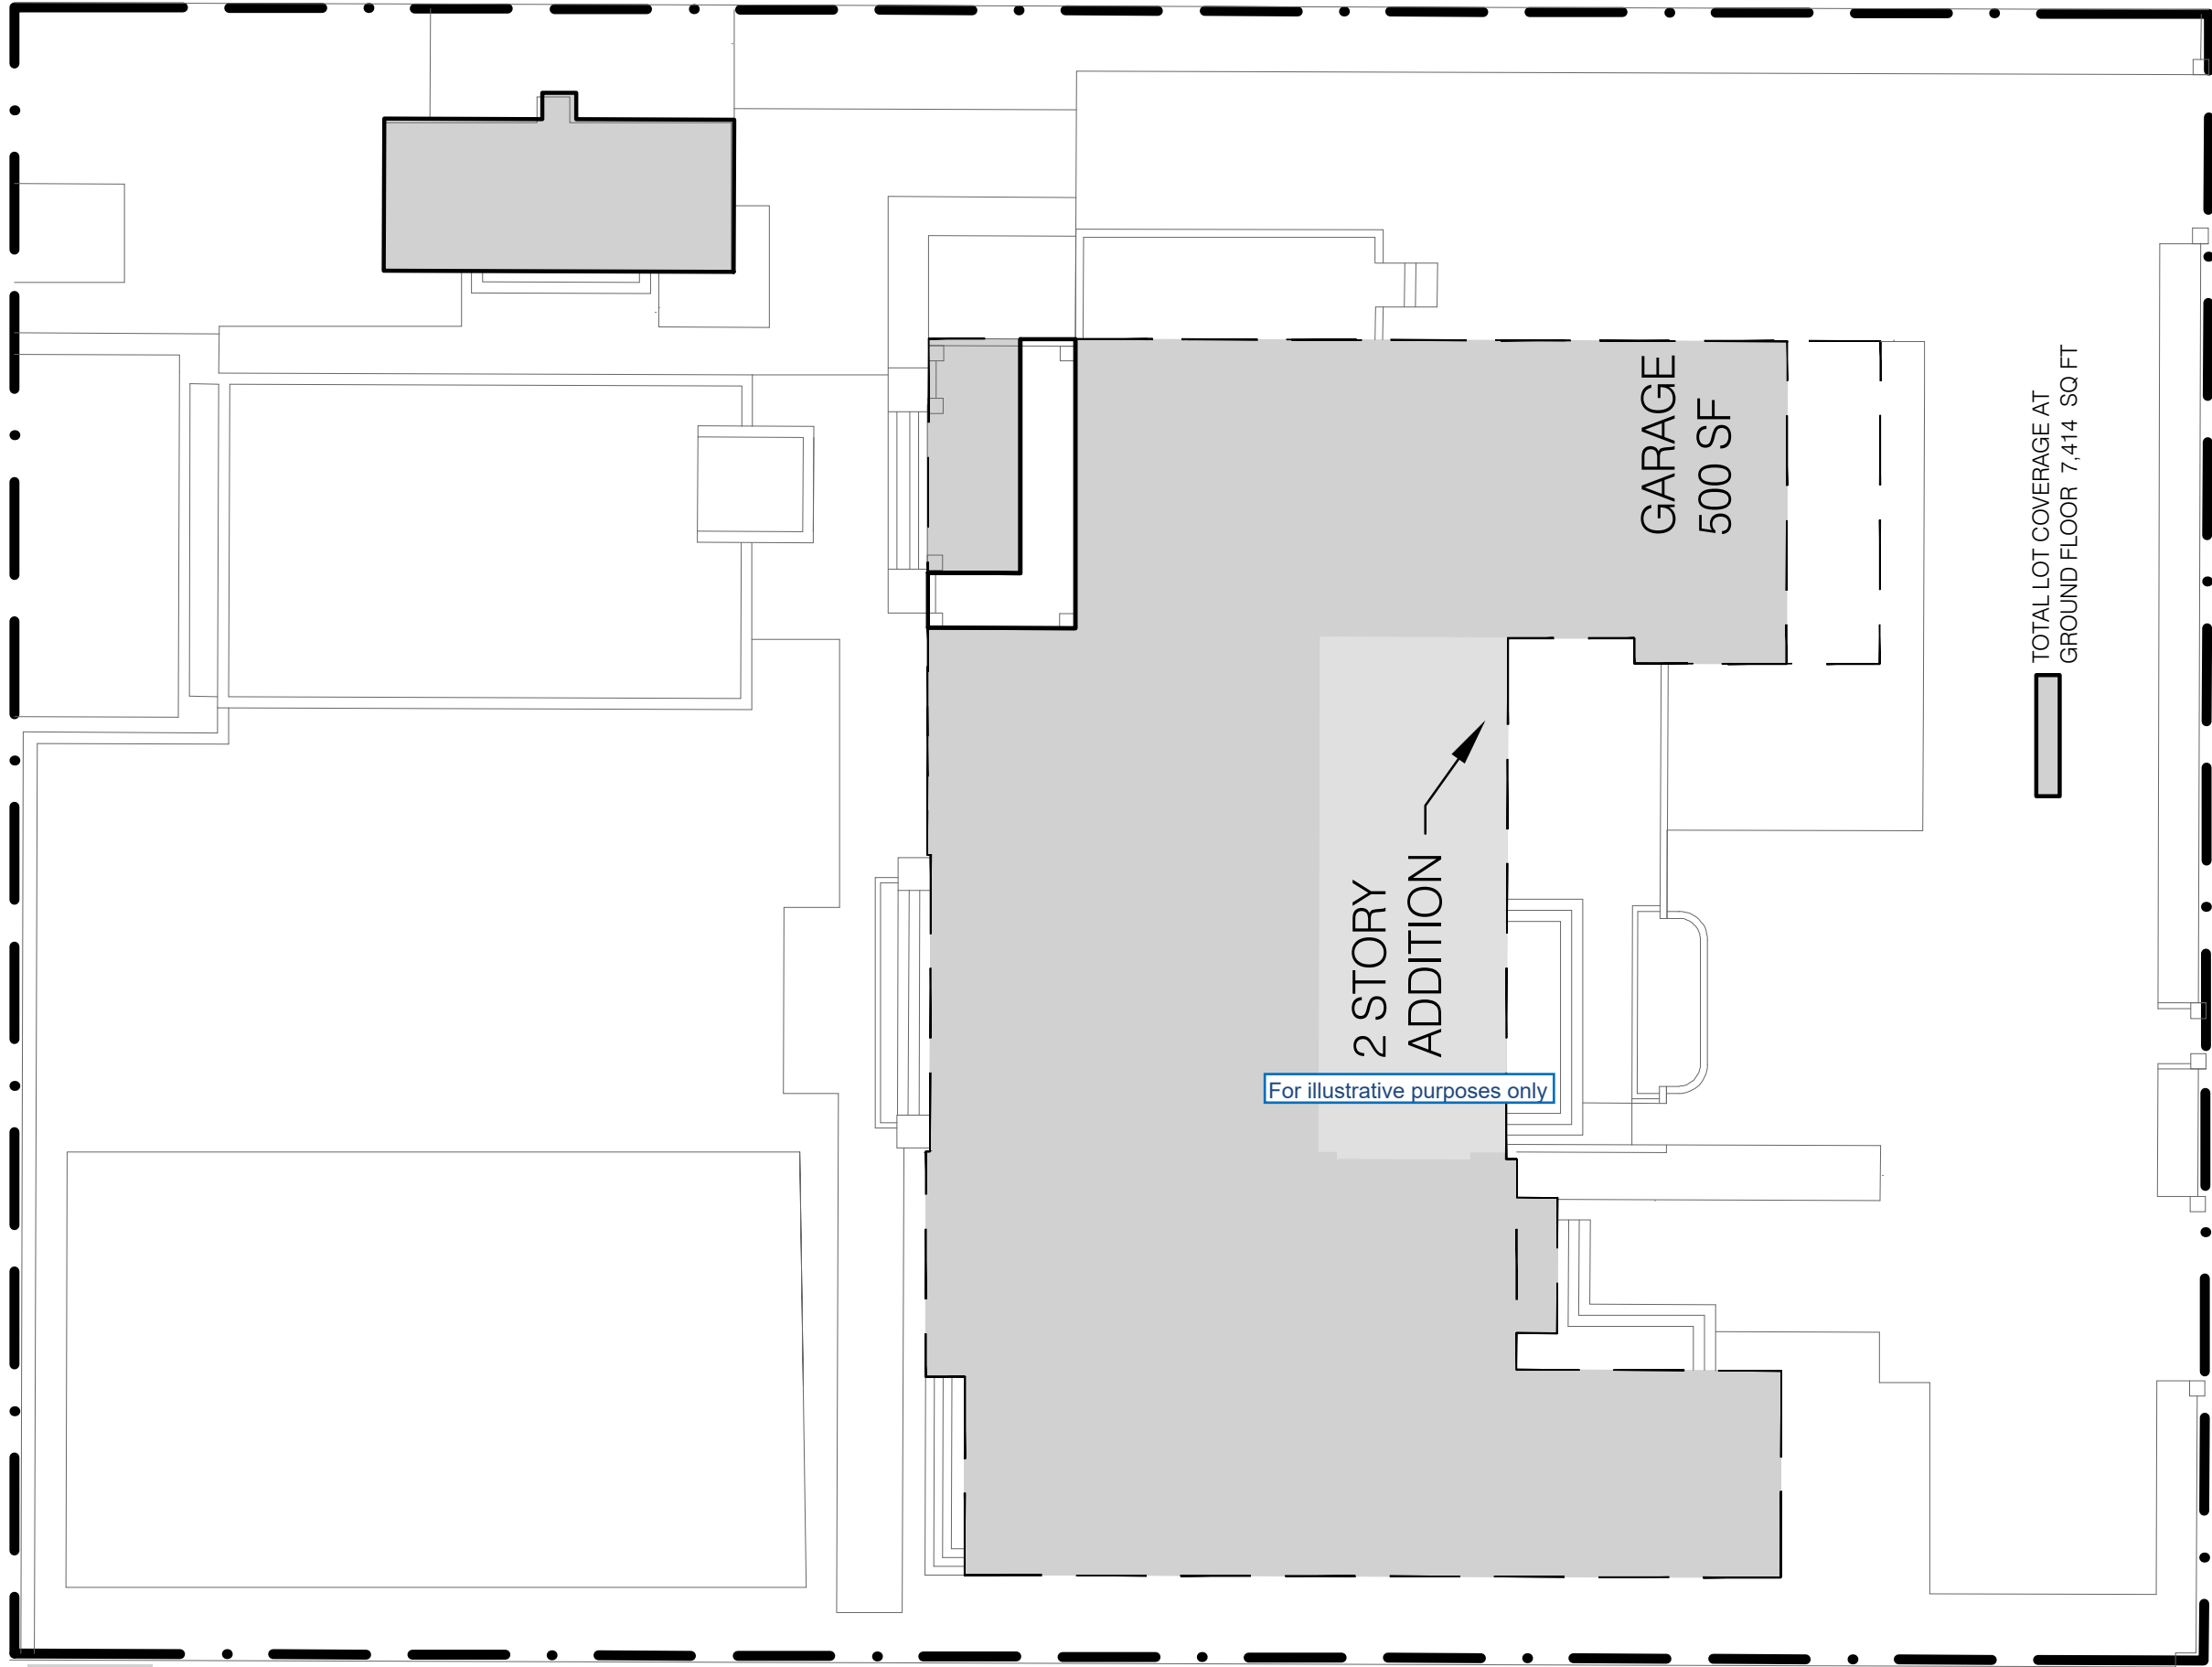 GARAGE
500 SF
TOTAL LOT COVERAGE AT
GROUND FLOOR 7,414 SQ FT
2 STORY
ADDITION
For illustrative purposes only